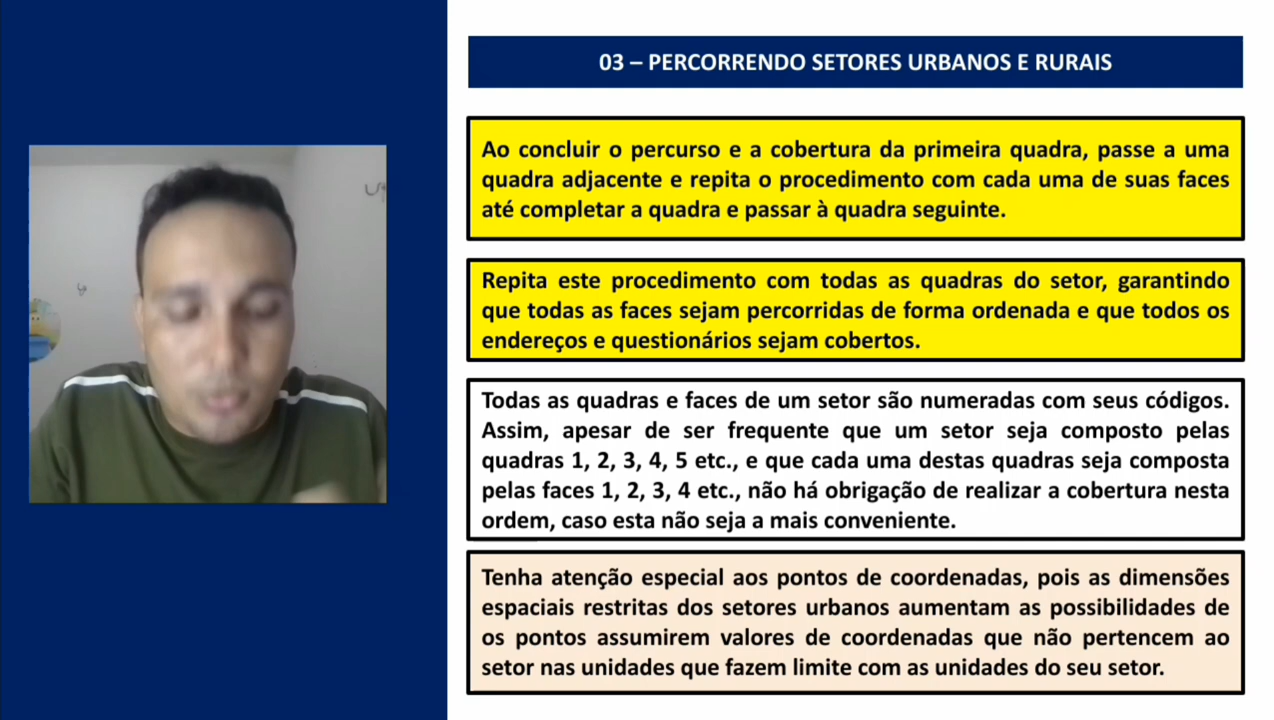 03 – PERCORRENDO SETORES URBANOS E RURAIS
Ao concluir o percurso e a cobertura da primeira quadra, passe a uma
quadra adjacente e repita o procedimento com cada uma de suas faces
até completar a quadra e passar à quadra seguinte.
Repita este procedimento com todas as quadras do setor, garantindo
que todas as faces sejam percorridas de forma ordenada e que todos os
endereços e questionários sejam cobertos.
Todas as quadras e faces de um setor são numeradas com seus códigos.
Assim, apesar de ser frequente que um setor seja composto pelas
quadras 1, 2, 3, 4, 5 etc., e que cada uma destas quadras seja composta
pelas faces 1, 2, 3, 4 etc., não há obrigação de realizar a cobertura nesta
ordem, caso esta não seja a mais conveniente.
Tenha atenção especial aos pontos de coordenadas, pois as dimensões
espaciais restritas dos setores urbanos aumentam as possibilidades de
os pontos assumirem valores de coordenadas que não pertencem ao
setor nas unidades que fazem limite com as unidades do seu setor.